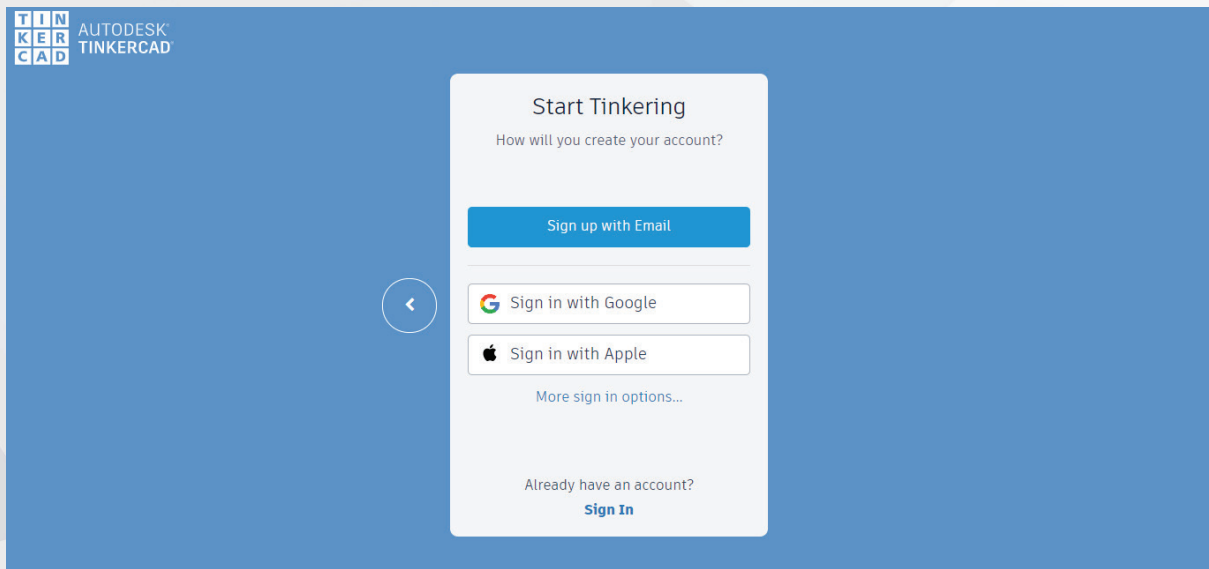 TIN
KER
CAD
AUTODESK®
TINKERCAD®
Start Tinkering
How will you create your account?
Sign up with Email
Sign in with Google
Sign in with Apple
More sign in options...
Already have an account?
Sign In